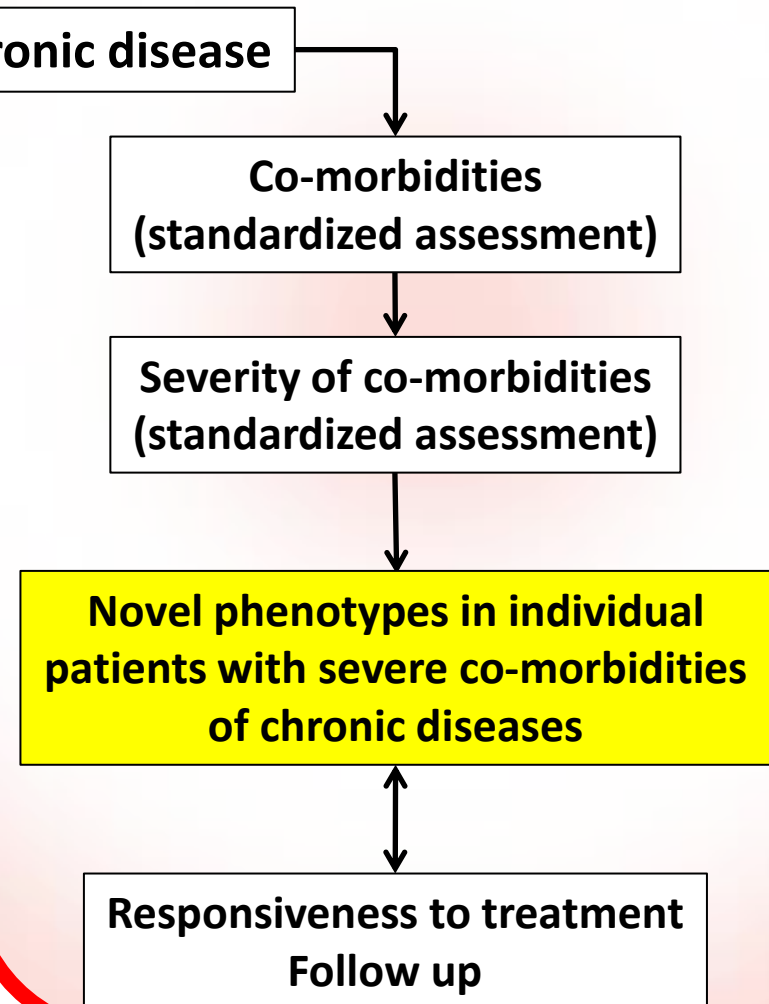 ronic disease
Co-morbidities
(standardized assessment)
Severity of co-morbidities
(standardized assessment)
Novel phenotypes in individual
patients with severe co-morbidities
of chronic diseases
Responsiveness to treatment
Follow up